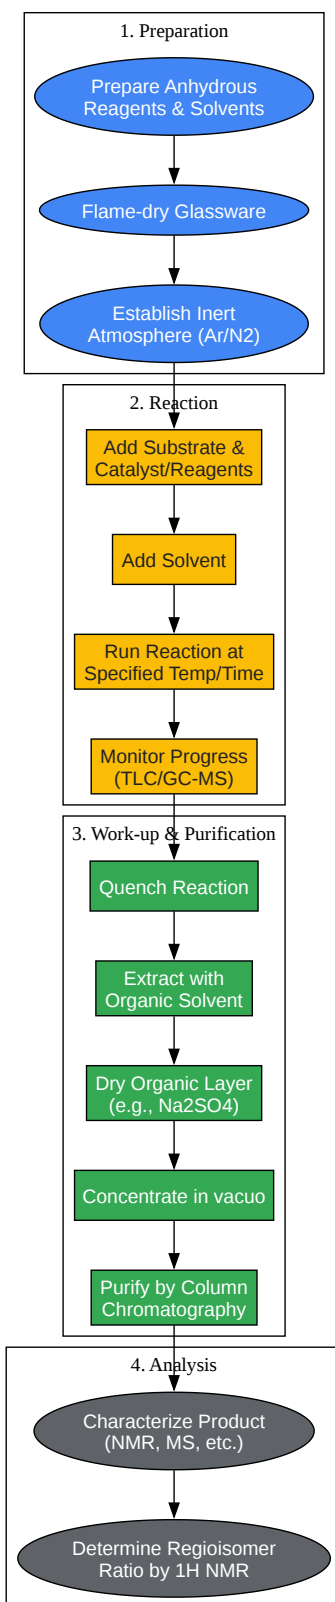 1. Preparation
Prepare Anhydrous
Reagents & Solvents
Flame-dry Glassware
Establish Inert
Atmosphere (Ar/N2)
2. Reaction
Add Substrate &
Catalyst/Reagents
Add Solvent
Run Reaction at
Specified Temp/Time
Monitor Progress
(TLC/GC-MS)
3. Work-up & Purification
Quench Reaction
Extract with
Organic Solvent
Dry Organic Layer
(e.g., Na2SO4)
Concentrate in vacuo
Purify by Column
Chromatography
4. Analysis
Characterize Product
(NMR, MS, etc.)
Determine Regioisomer
Ratio by 1H NMR